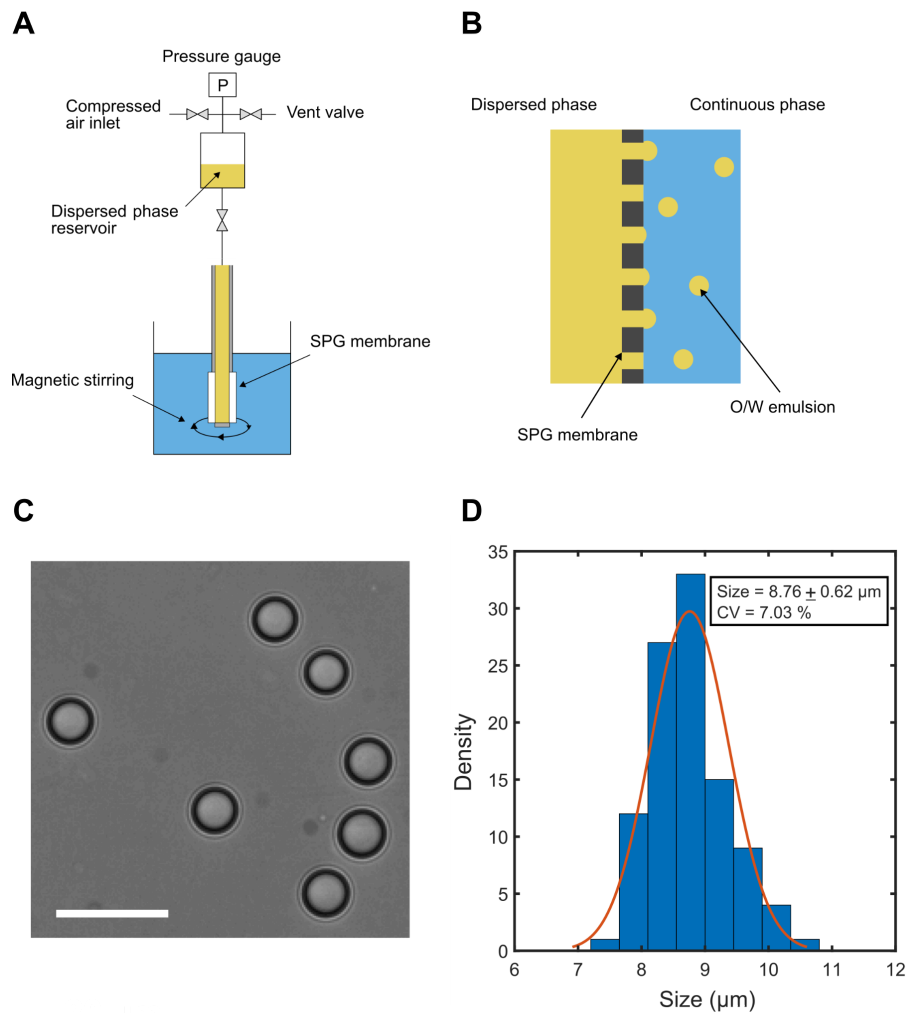 A
Pressure gauge
P
Compressed
air inlet
Vent valve
Dispersed phase
reservoir
SPG membrane
Magnetic stirring
B
Dispersed phase
Continuous phase
O/W emulsion
SPG membrane
C
D
35
30
25
20
15
10
5
0
Density
Size = 8.76 ± 0.62 µm
CV = 7.03 %
6
7
8
9
10
11
12
Size (µm)